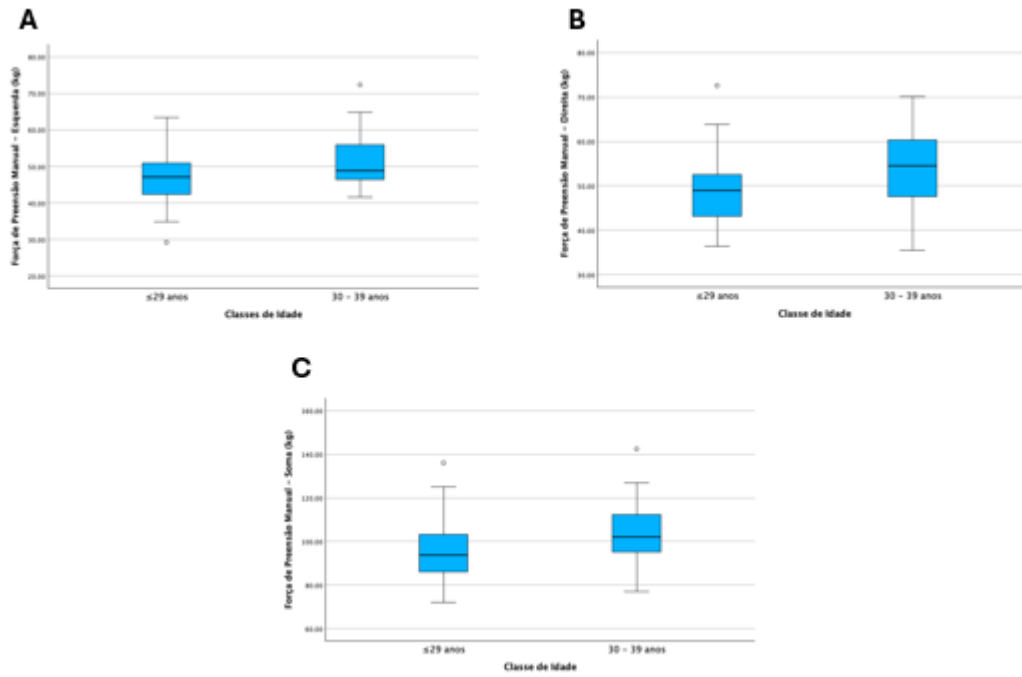 A
Força de Preensão Manual - Esquerda (kg)
80.00
70.00
60.00
50.00
40.00
30.00
20.00
≤29 anos
30 - 39 anos
Classes de Idade
B
Força de Preensão Manual - Direita (kg)
80.00
70.00
60.00
50.00
40.00
30.00
≤29 anos
30 - 39 anos
Classe de Idade
C
Força de Preensão Manual - Soma (kg)
160.00
140.00
120.00
100.00
80.00
60.00
≤29 anos
30 - 39 anos
Classe de Idade